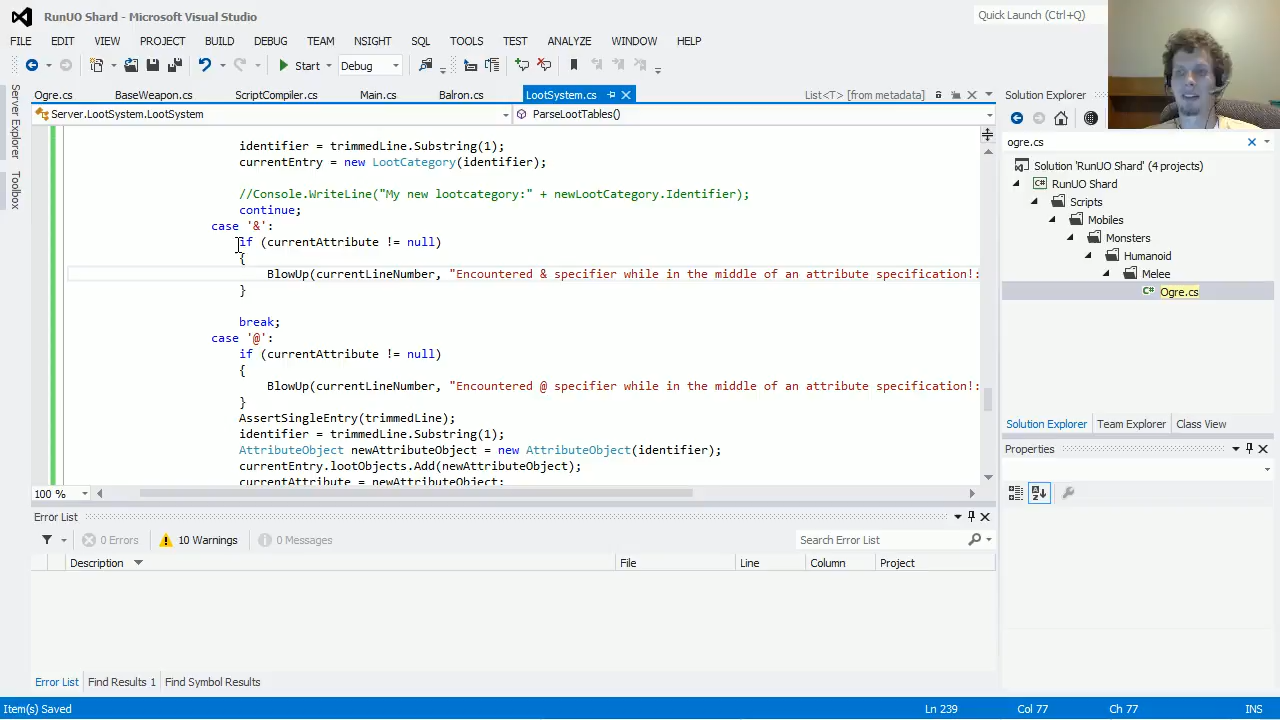 RunUO Shard - Microsoft Visual Studio
Quick Launch (Ctrl+Q)
FILE EDIT VIEW PROJECT BUILD DEBUG TEAM NSIGHT SQL TOOLS TEST ANALYZE WINDOW HELP
Start Debug
Server Explorer
Toolbox
Ogre.cs BaseWeapon.cs ScriptCompiler.cs Main.cs Balron.cs LootSystem.cs List<T> [from metadata]
Server.LootSystem.LootSystem ParseLootTables()
identifier = trimmedLine.Substring(1);
currentEntry = new LootCategory(identifier);
//Console.WriteLine("My new lootcategory:" + newLootCategory.Identifier);
continue;
case '&':
if (currentAttribute != null)
{
BlowUp(currentLineNumber, "Encountered & specifier while in the middle of an attribute specification!:
}
break;
case '@':
if (currentAttribute != null)
{
BlowUp(currentLineNumber, "Encountered @ specifier while in the middle of an attribute specification!:
}
AssertSingleEntry(trimmedLine);
identifier = trimmedLine.Substring(1);
AttributeObject newAttributeObject = new AttributeObject(identifier);
currentEntry.lootObjects.Add(newAttributeObject);
currentAttribute = newAttributeObject;
100 %
Solution Explorer
ogre.cs
Solution 'RunUO Shard' (4 projects)
RunUO Shard
Scripts
Mobiles
Monsters
Humanoid
Melee
Ogre.cs
Solution Explorer Team Explorer Class View
Properties
Error List
0 Errors 10 Warnings 0 Messages Search Error List
Description File Line Column Project
Error List Find Results 1 Find Symbol Results
Item(s) Saved Ln 239 Col 77 Ch 77 INS